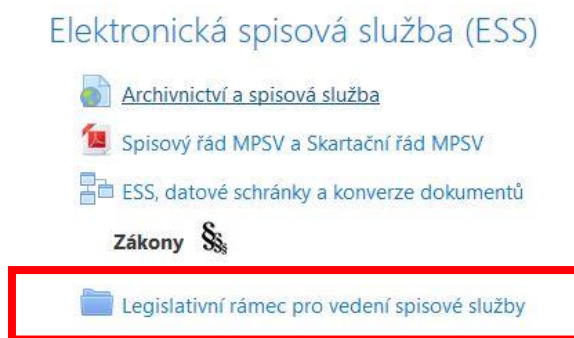 Elektronická spisová služba (ESS)
Archivnictví a spisová služba
Spisový řád MPSV a Skartační řád MPSV
ESS, datové schránky a konverze dokumentů
Zákony §§§
Legislativní rámec pro vedení spisové služby